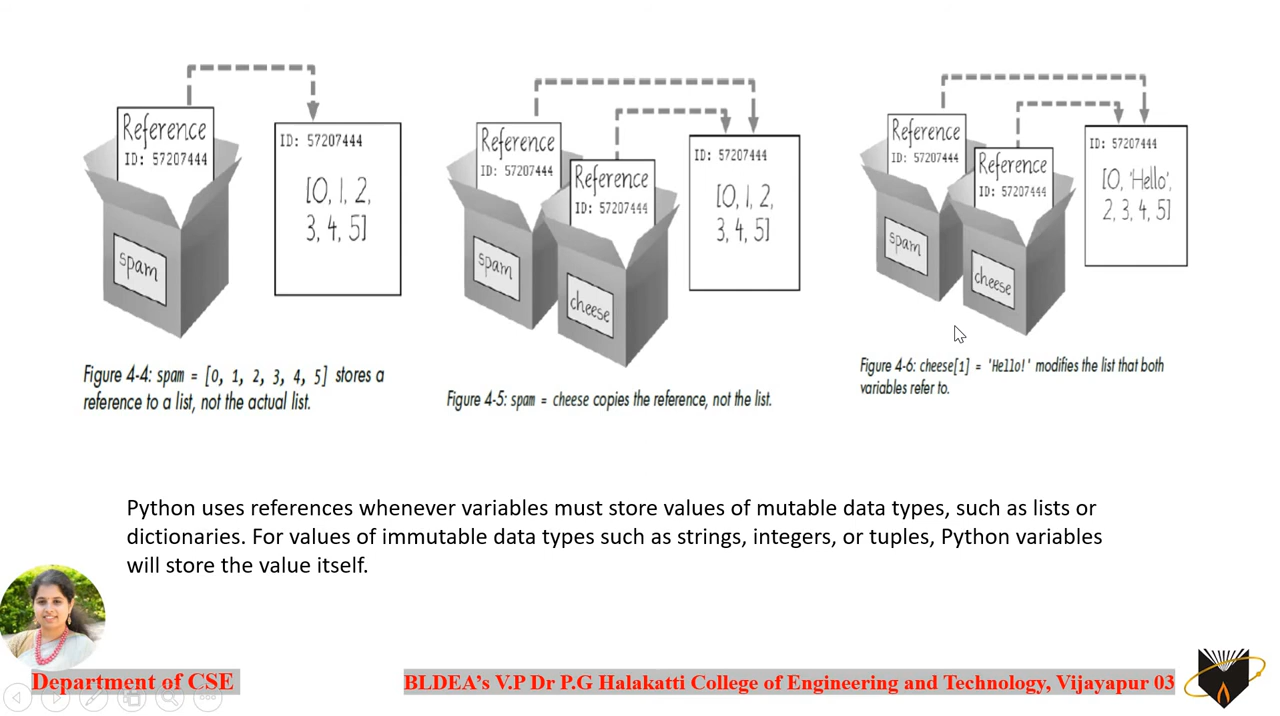 Reference
ID: 57207444
ID: 57207444
[0, 1, 2,
3, 4, 5]
spam
Figure 4-4: spam = [0, 1, 2, 3, 4, 5] stores a
reference to a list, not the actual list.
Reference
ID: 57207444
Reference
ID: 57207444
ID: 57207444
[0, 1, 2,
3, 4, 5]
spam
cheese
Figure 4-5: spam = cheese copies the reference, not the list.
Reference
ID: 57207444
Reference
ID: 57207444
ID: 57207444
[0, 'Hello',
2, 3, 4, 5]
spam
cheese
Figure 4-6: cheese[1] = 'Hello!' modifies the list that both
variables refer to.
Python uses references whenever variables must store values of mutable data types, such as lists or
dictionaries. For values of immutable data types such as strings, integers, or tuples, Python variables
will store the value itself.
Department of CSE
BLDEA’s V.P Dr P.G Halakatti College of Engineering and Technology, Vijayapur 03